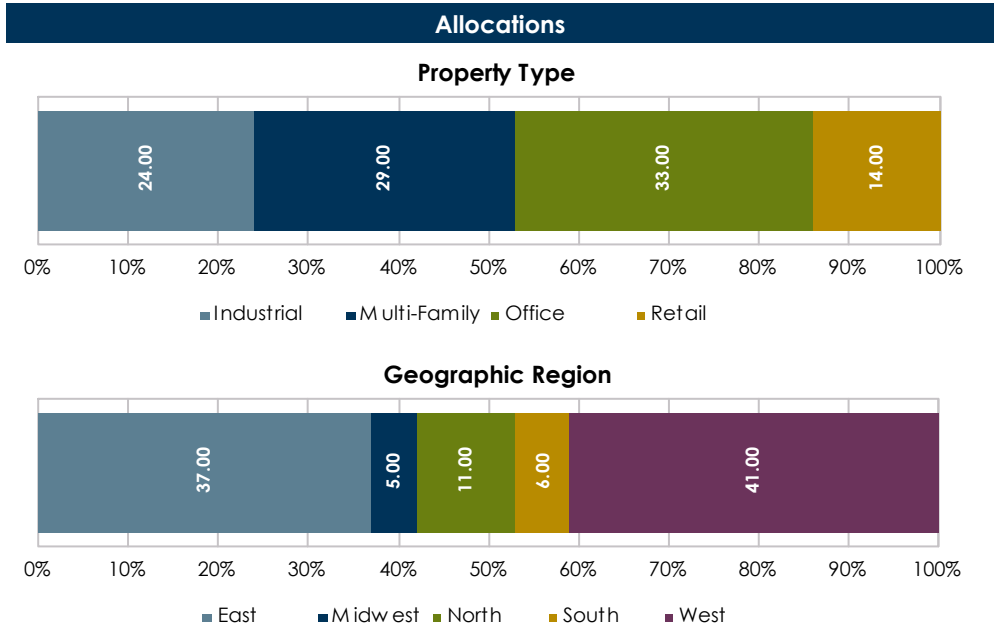 Allocations
Property Type
24.00 29.00 33.00 14.00
0% 10% 20% 30% 40% 50% 60% 70% 80% 90% 100%
Industrial Multi-Family Office Retail
Geographic Region
37.00 5.00 11.00 6.00 41.00
0% 10% 20% 30% 40% 50% 60% 70% 80% 90% 100%
East Midwest North South West